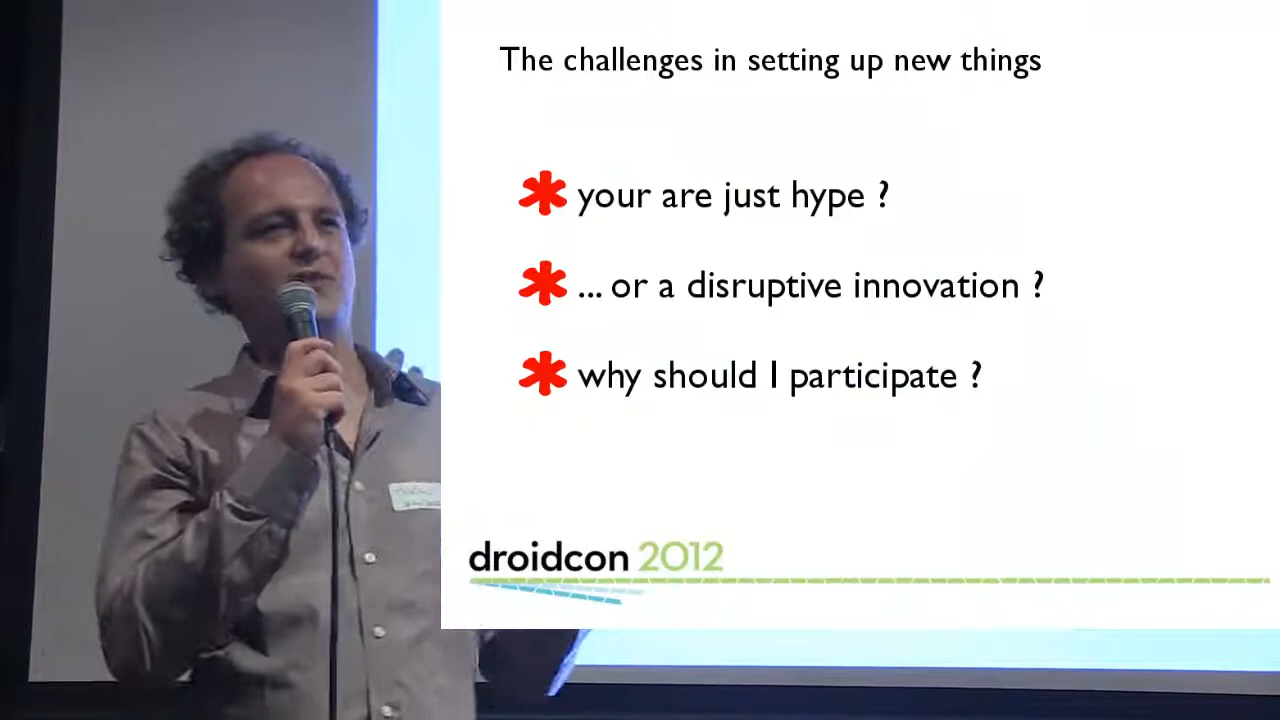 The challenges in setting up new things
your are just hype ?
... or a disruptive innovation ?
why should I participate ?
droidcon 2012